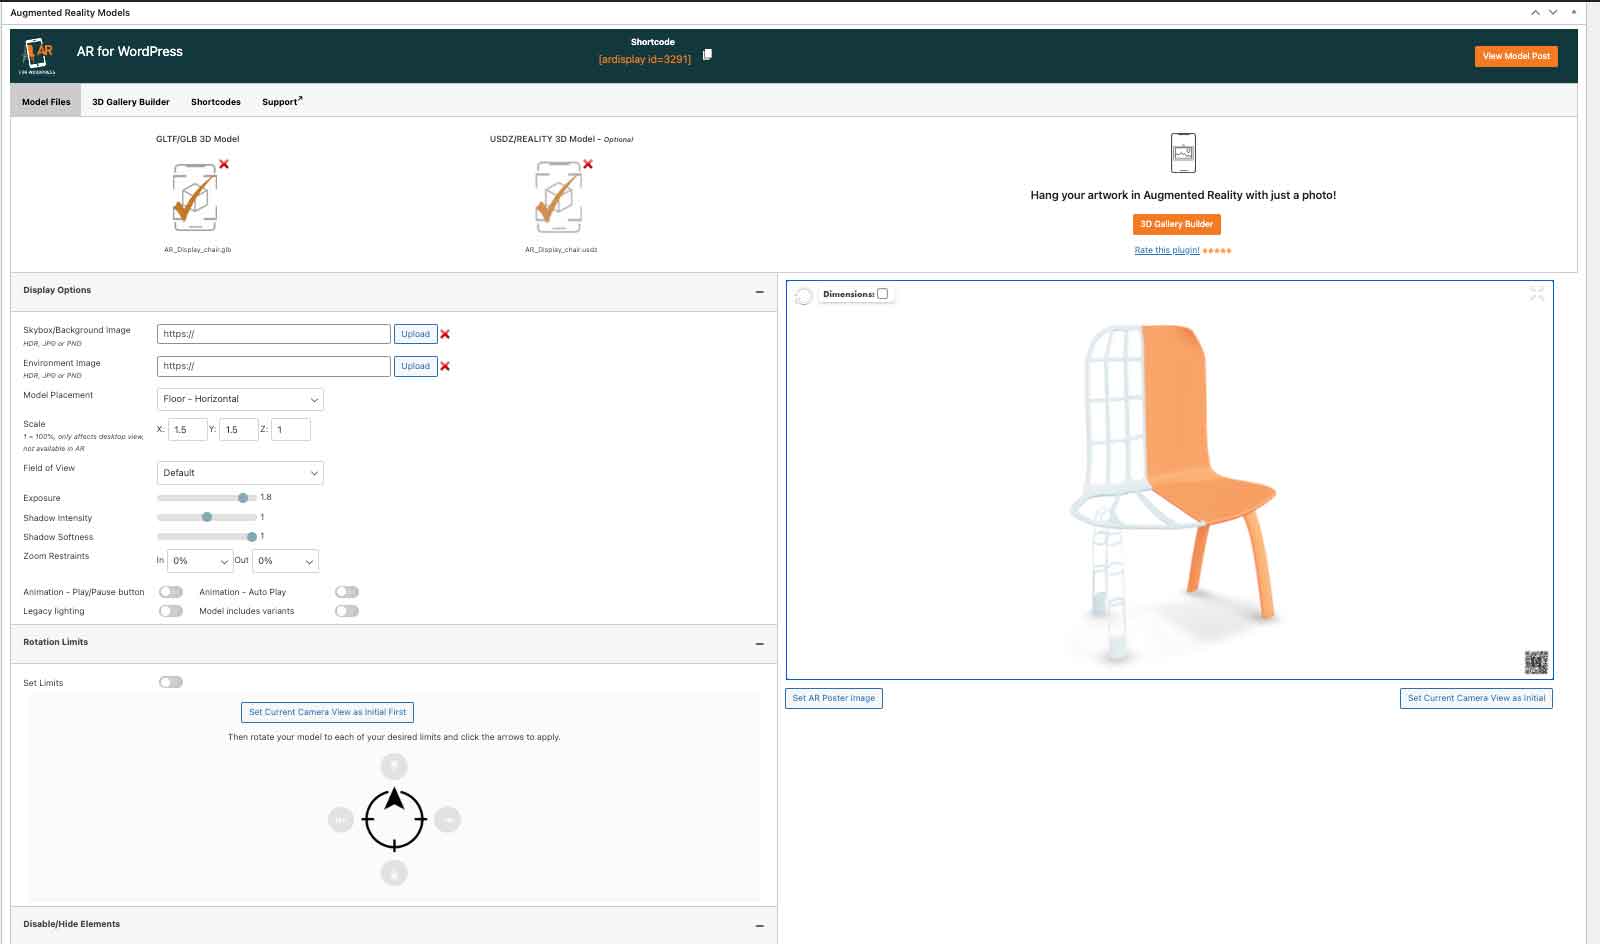 Augmented Reality Models
AR
FOR WORDPRESS
AR for WordPress
Shortcode
[ardisplay id=3291]
View Model Post
Model Files
3D Gallery Builder
Shortcodes
Support
GLTF/GLB 3D Model
USDZ/REALITY 3D Model - Optional
AR_Display_chair.glb
AR_Display_chair.usdz
Hang your artwork in Augmented Reality with just a photo!
3D Gallery Builder
Rate this plugin!
Display Options
Skybox/Background Image
HDR, JPG or PNG
https://
Upload
Environment Image
HDR, JPG or PNG
https://
Upload
Model Placement
Floor - Horizontal
Scale
1 = 100%, only affects desktop view,
not available in AR
X: 1.5 Y: 1.5 Z: 1
Field of View
Default
Exposure
1.8
Shadow Intensity
1
Shadow Softness
1
Zoom Restraints
In 0% Out 0%
Animation - Play/Pause button
Animation - Auto Play
Legacy lighting
Model includes variants
Rotation Limits
Set Limits
Set Current Camera View as Initial First
Then rotate your model to each of your desired limits and click the arrows to apply.
Disable/Hide Elements
Dimensions:
Set AR Poster Image
Set Current Camera View as Initial